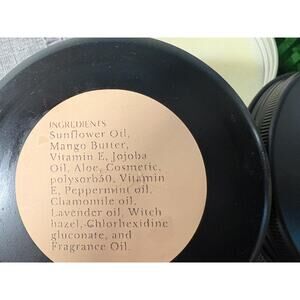 INGREDIENTS
Sunflower Oil,
Mango Butter,
Vitamin E, Jojoba
Oil, Aloe, Cosmetic,
polysorb80, Vitamin
E, Peppermint oil,
Chamomile oil,
Lavender oil, Witch
hazel, Chlorhexidine
gluconate, and
Fragrance Oil.